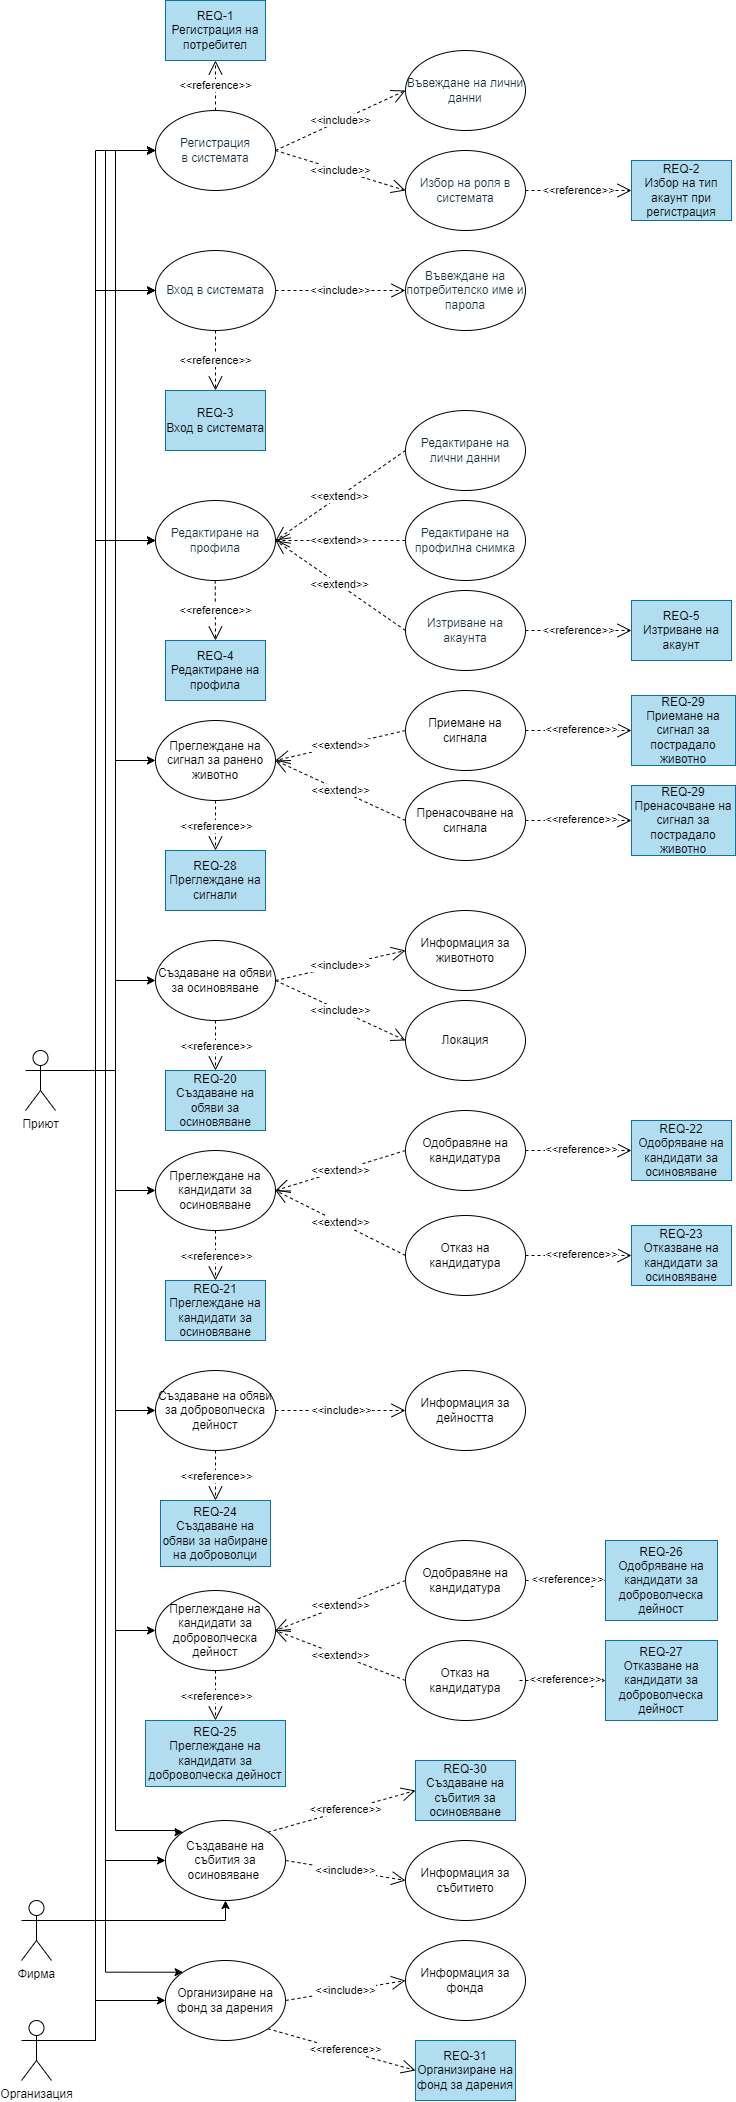 REQ-1
Регистрация на
потребител
<<reference>>
Въвеждане на лични
данни
<<include>>
Регистрация
в системата
<<include>>
Избор на роля в
системата
<<reference>>
REQ-2
Избор на тип
акаунт при
регистрация
Вход в системата
<<include>>
Въвеждане на
потребителско име и
парола
<<reference>>
REQ-3
Вход в системата
Редактиране на
лични данни
<<extend>>
Редактиране на
профила
<<extend>>
Редактиране на
профилна снимка
<<extend>>
Изтриване на
акаунта
<<reference>>
REQ-5
Изтриване на
акаунт
<<reference>>
REQ-4
Редактиране на
профила
Преглеждане на
сигнал за ранено
животно
<<extend>>
Приемане на
сигнала
<<reference>>
REQ-29
Приемане на
сигнал за
пострадало
животно
<<extend>>
Пренасочване на
сигнала
<<reference>>
REQ-29
Пренасочване на
сигнал за
пострадало
животно
<<reference>>
REQ-28
Преглеждане на
сигнали
Създаване на обяви
за осиновяване
<<include>>
Информация за
животното
<<include>>
Локация
<<reference>>
REQ-20
Създаване на
обяви за
осиновяване
Приют
Преглеждане на
кандидати за
осиновяване
<<extend>>
Одобравяне на
кандидатура
<<reference>>
REQ-22
Одобряване на
кандидати за
осиновяване
<<extend>>
Отказ на
кандидатура
<<reference>>
REQ-23
Отказване на
кандидати за
осиновяване
<<reference>>
REQ-21
Преглеждане на
кандидати за
осиновяване
Създаване на обяви
за доброволческа
дейност
<<include>>
Информация за
дейността
<<reference>>
REQ-24
Създаване на
обяви за набиране
на доброволци
Преглеждане на
кандидати за
доброволческа
дейност
<<extend>>
Одобравяне на
кандидатура
<<reference>>
REQ-26
Одобряване на
кандидати за
доброволческа
дейност
<<extend>>
Отказ на
кандидатура
<<reference>>
REQ-27
Отказване на
кандидати за
доброволческа
дейност
<<reference>>
REQ-25
Преглеждане на
кандидати за
доброволческа дейност
<<reference>>
REQ-30
Създаване на
събития за
осиновяване
Създаване на
събития за
осиновяване
<<include>>
Информация за
събитието
Фирма
Организиране на
фонд за дарения
<<include>>
Информация за
фонда
<<reference>>
REQ-31
Организиране на
фонд за дарения
Организация